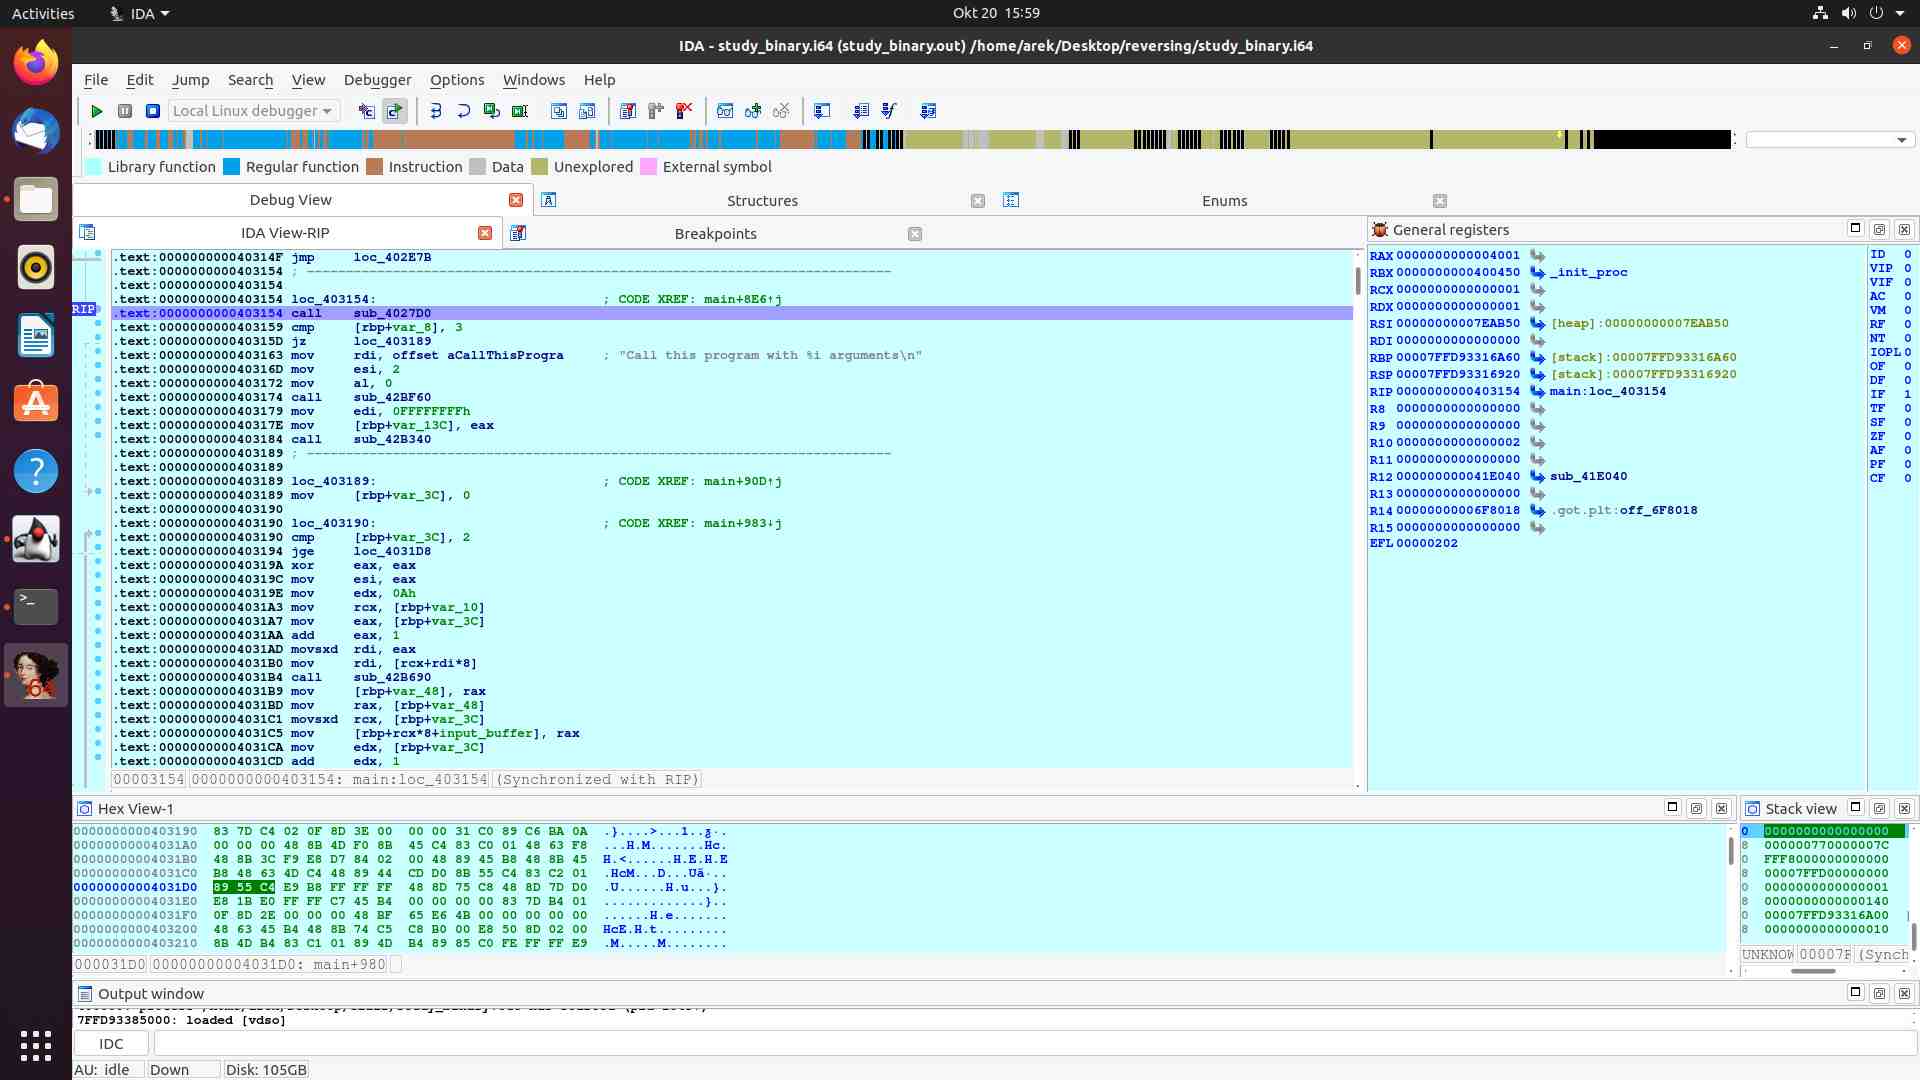 Activities IDA Okt 20 15:59
IDA - study_binary.i64 (study_binary.out) /home/arek/Desktop/reversing/study_binary.i64
File Edit Jump Search View Debugger Options Windows Help
Local Linux debugger
Library function Regular function Instruction Data Unexplored External symbol
Debug View Structures Enums
IDA View-RIP Breakpoints
RIP
.text:000000000040314F jmp loc_402E7B
.text:0000000000403154 ; ---------------------------------------------------------------------------
.text:0000000000403154
.text:0000000000403154 loc_403154: ; CODE XREF: main+8E6↑j
.text:0000000000403154 call sub_4027D0
.text:0000000000403159 cmp [rbp+var_8], 3
.text:000000000040315D jz loc_403189
.text:0000000000403163 mov rdi, offset aCallThisProgra ; "Call this program with %i arguments\n"
.text:000000000040316D mov esi, 2
.text:0000000000403172 mov al, 0
.text:0000000000403174 call sub_42BF60
.text:0000000000403179 mov edi, 0FFFFFFFFh
.text:000000000040317E mov [rbp+var_13C], eax
.text:0000000000403184 call sub_42B340
.text:0000000000403189 ; ---------------------------------------------------------------------------
.text:0000000000403189
.text:0000000000403189 loc_403189: ; CODE XREF: main+90D↑j
.text:0000000000403189 mov [rbp+var_3C], 0
.text:0000000000403190
.text:0000000000403190 loc_403190: ; CODE XREF: main+983↓j
.text:0000000000403190 cmp [rbp+var_3C], 2
.text:0000000000403194 jge loc_4031D8
.text:000000000040319A xor eax, eax
.text:000000000040319C mov esi, eax
.text:000000000040319E mov edx, 0Ah
.text:00000000004031A3 mov rcx, [rbp+var_10]
.text:00000000004031A7 mov eax, [rbp+var_3C]
.text:00000000004031AA add eax, 1
.text:00000000004031AD movsxd rdi, eax
.text:00000000004031B0 mov rdi, [rcx+rdi*8]
.text:00000000004031B4 call sub_42B690
.text:00000000004031B9 mov [rbp+var_48], rax
.text:00000000004031BD mov rax, [rbp+var_48]
.text:00000000004031C1 movsxd rcx, [rbp+var_3C]
.text:00000000004031C5 mov [rbp+rcx*8+input_buffer], rax
.text:00000000004031CA mov edx, [rbp+var_3C]
.text:00000000004031CD add edx, 1
00003154 0000000000403154: main:loc_403154 (Synchronized with RIP)
General registers
RAX 0000000000004001
RBX 0000000000400450 _init_proc
RCX 0000000000000001
RDX 0000000000000001
RSI 00000000007EAB50 [heap]:00000000007EAB50
RDI 0000000000000000
RBP 00007FFD93316A60 [stack]:00007FFD93316A60
RSP 00007FFD93316920 [stack]:00007FFD93316920
RIP 0000000000403154 main:loc_403154
R8 0000000000000000
R9 0000000000000000
R10 0000000000000002
R11 0000000000000000
R12 000000000041E040 sub_41E040
R13 0000000000000000
R14 00000000006F8018 .got.plt:off_6F8018
R15 0000000000000000
EFL 00000202
ID 0
VIP 0
VIF 0
AC 0
VM 0
RF 0
NT 0
IOPL 0
OF 0
DF 0
IF 1
TF 0
SF 0
ZF 0
AF 0
PF 0
CF 0
Hex View-1
0000000000403190 83 7D C4 02 0F 8D 3E 00 00 00 31 C0 89 C6 BA 0A
00000000004031A0 00 00 00 48 8B 4D F0 8B 45 C4 83 C0 01 48 63 F8
00000000004031B0 48 8B 3C F9 E8 D7 84 02 00 48 89 45 B8 48 8B 45 H.<......H.E.H.E
00000000004031C0 B8 48 63 4D C4 48 89 44 CD D0 8B 55 C4 83 C2 01
00000000004031D0 89 55 C4 E9 B8 FF FF FF 48 8D 75 C8 48 8D 7D D0 .U......H.u...}.
00000000004031E0 E8 1B E0 FF FF C7 45 B4 00 00 00 00 83 7D B4 01 .............}..
00000000004031F0 0F 8D 2E 00 00 00 48 BF 65 E6 4B 00 00 00 00 00 ......H.e.......
0000000000403200 48 63 45 B4 48 8B 74 C5 C8 B0 00 E8 50 8D 02 00 HcE.H.t.........
0000000000403210 8B 4D B4 83 C1 01 89 4D B4 89 85 C0 FE FF FF E9 .M.....M........
000031D0 00000000004031D0: main+980
Stack view
0 0000000000000000
8 000000770000007C
0 FFF8000000000000
8 00007FFD00000000
0 0000000000000001
8 0000000000000140
0 00007FFD93316A00
8 0000000000000010
UNKNOW 00007F (Synch
Output window
7FFD93385000: loaded [vdso]
IDC
AU: idle Down Disk: 105GB